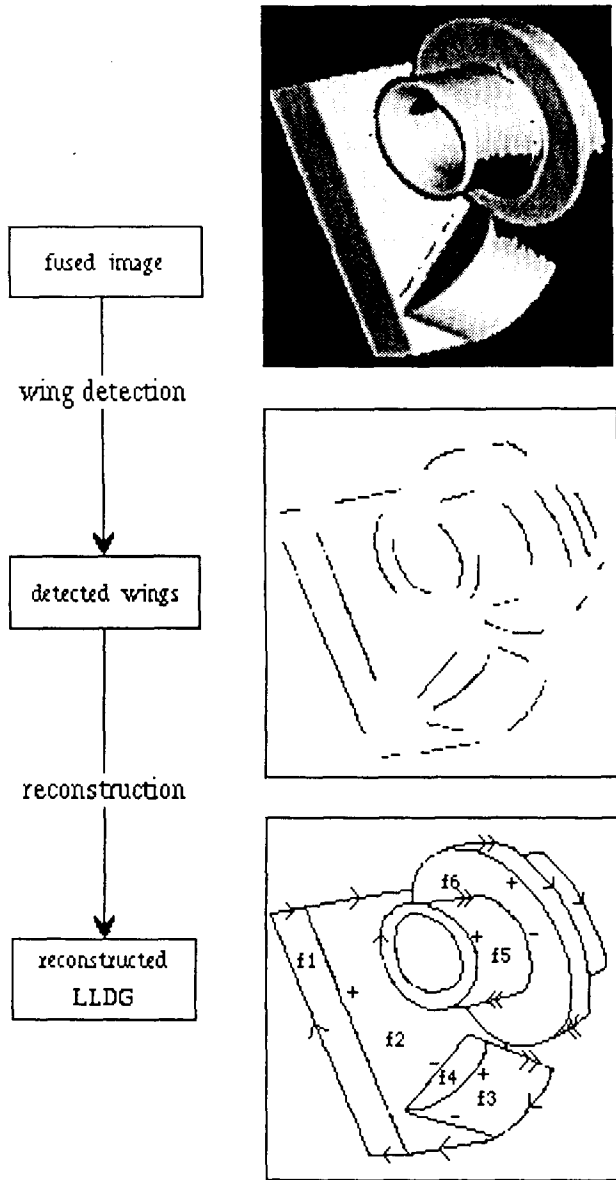 fused image
wing detection
detected wings
reconstruction
reconstructed
LLDG
f6
+
+
-
f5
f1
+
f2
-
f4
+
f3
-